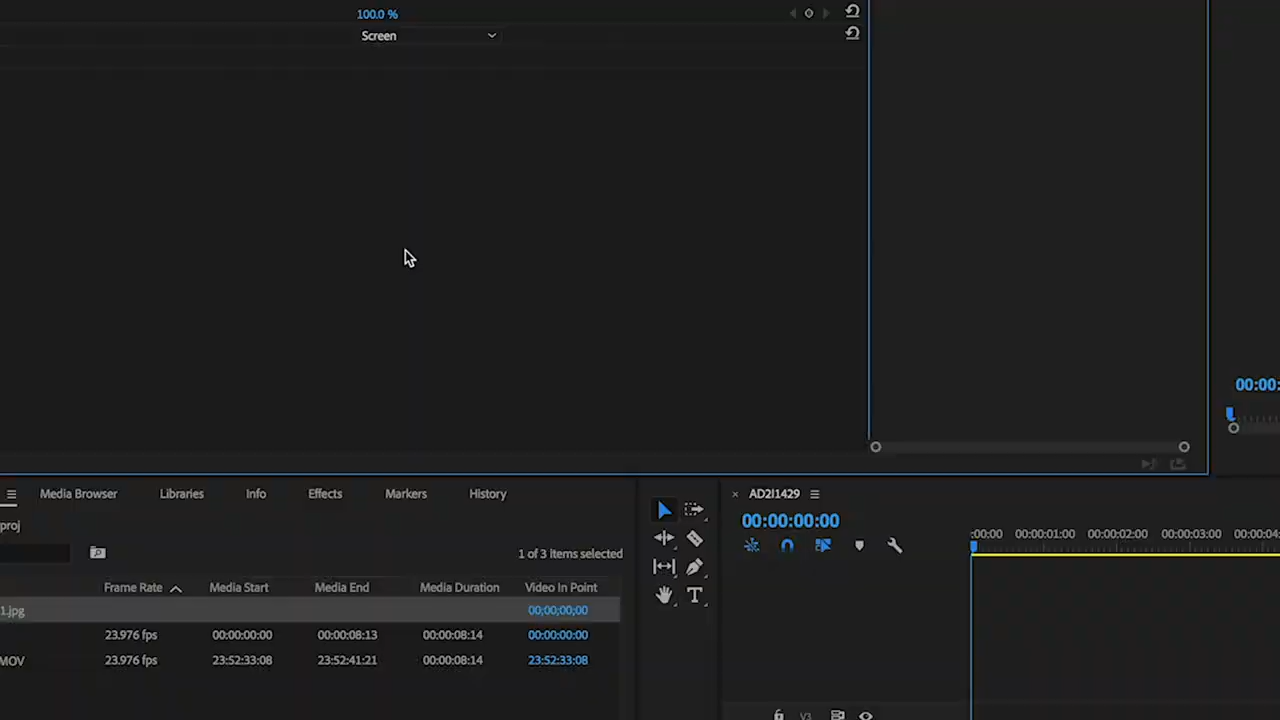 100.0 %
Screen
00:00:
Media Browser Libraries Info Effects Markers History
× AD2I1429
proj
00:00:00:00
:00:00 00:00:01:00 00:00:02:00 00:00:03:00 00:00:04:
1 of 3 Items selected
Frame Rate Media Start Media End Media Duration Video In Point
1.jpg 00;00;00;00
23.976 fps 00:00:00:00 00:00:08:13 00:00:08:14 00:00:00:00
MOV 23.976 fps 23:52:33:08 23:52:41:21 00:00:08:14 23:52:33:08
V3